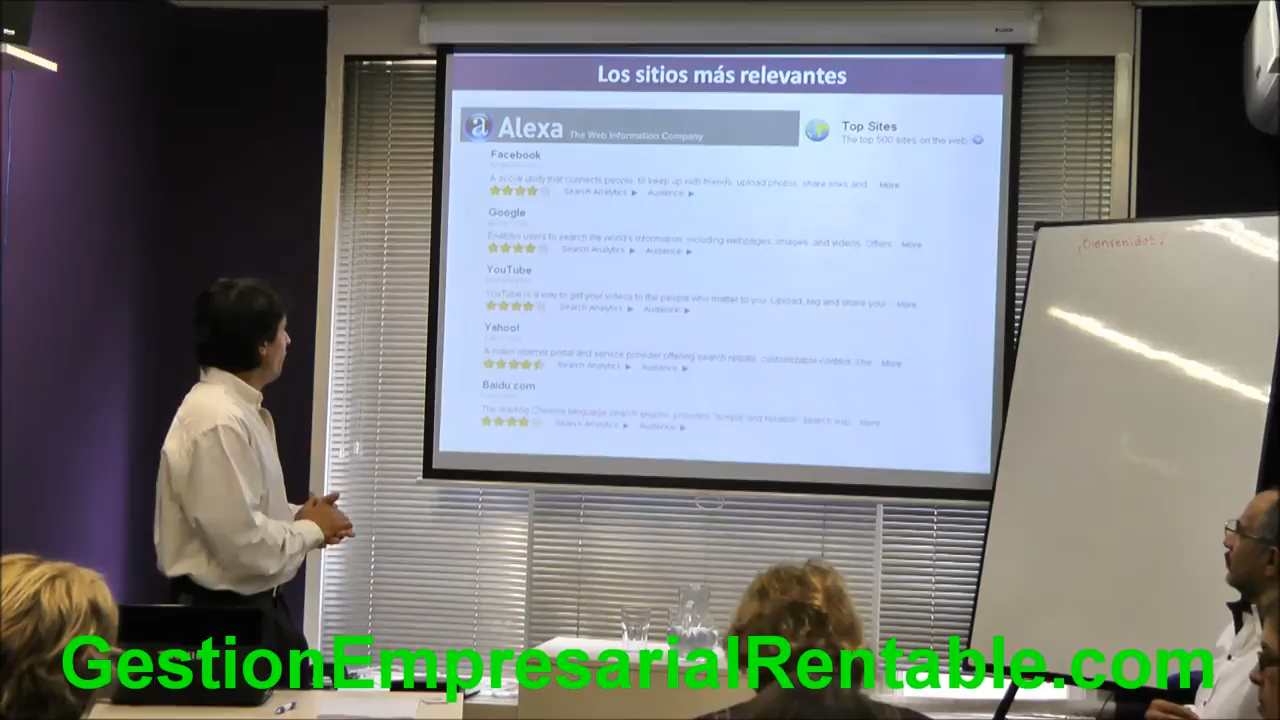 Los sitios más relevantes
Alexa The Web Information Company
Top Sites
The top 500 sites on the web
Facebook
A social utility that connects people, to keep up with friends, upload photos, share links and ... More
Search Analytics ▶ Audience ▶
Google
Enables users to search the world's information, including webpages, images, and videos. Offers... More
Search Analytics ▶ Audience ▶
YouTube
YouTube is a way to get your videos to the people who matter to you. Upload, tag and share your... More
Search Analytics ▶ Audience ▶
Yahoo!
A major internet portal and service provider offering search results, customizable content, cha... More
Search Analytics ▶ Audience ▶
Baidu.com
The leading Chinese language search engine, provides "simple and reliable" search exp... More
Search Analytics ▶ Audience ▶
¡Bienvenidos!
GestionEmpresarialRentable.com